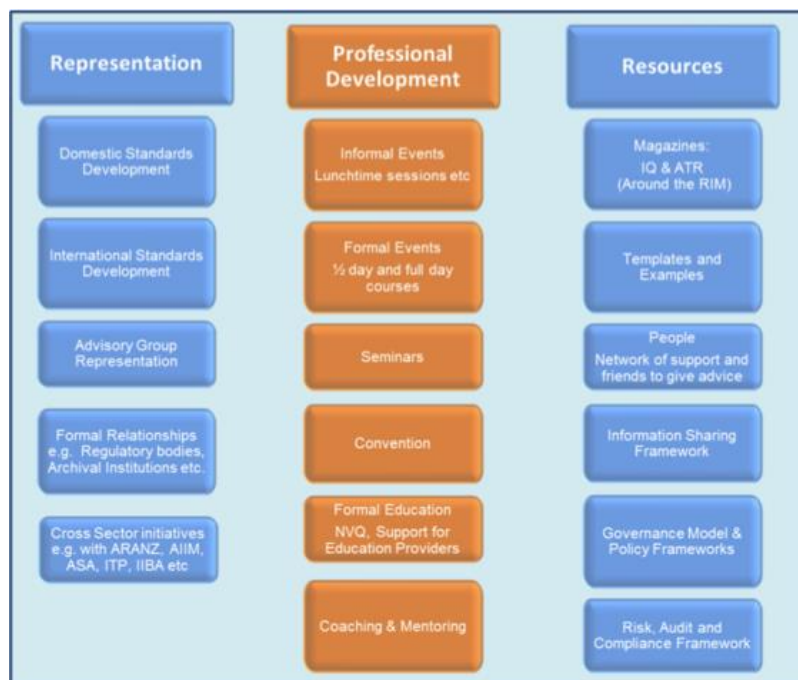 Representation
Domestic Standards
Development
International Standards
Development
Advisory Group
Representation
Formal Relationships
e.g. Regulatory bodies,
Archival Institutions etc.
Cross Sector initiatives
e.g. with ARANZ, AIIM,
ASA, ITP, IIBA etc
Professional
Development
Informal Events
Lunchtime sessions etc
Formal Events
½ day and full day
courses
Seminars
Convention
Formal Education
NVQ, Support for
Education Providers
Coaching & Mentoring
Resources
Magazines:
IQ & ATR
(Around the RIM)
Templates and
Examples
People
Network of support and
friends to give advice
Information Sharing
Framework
Governance Model &
Policy Frameworks
Risk, Audit and
Compliance Framework